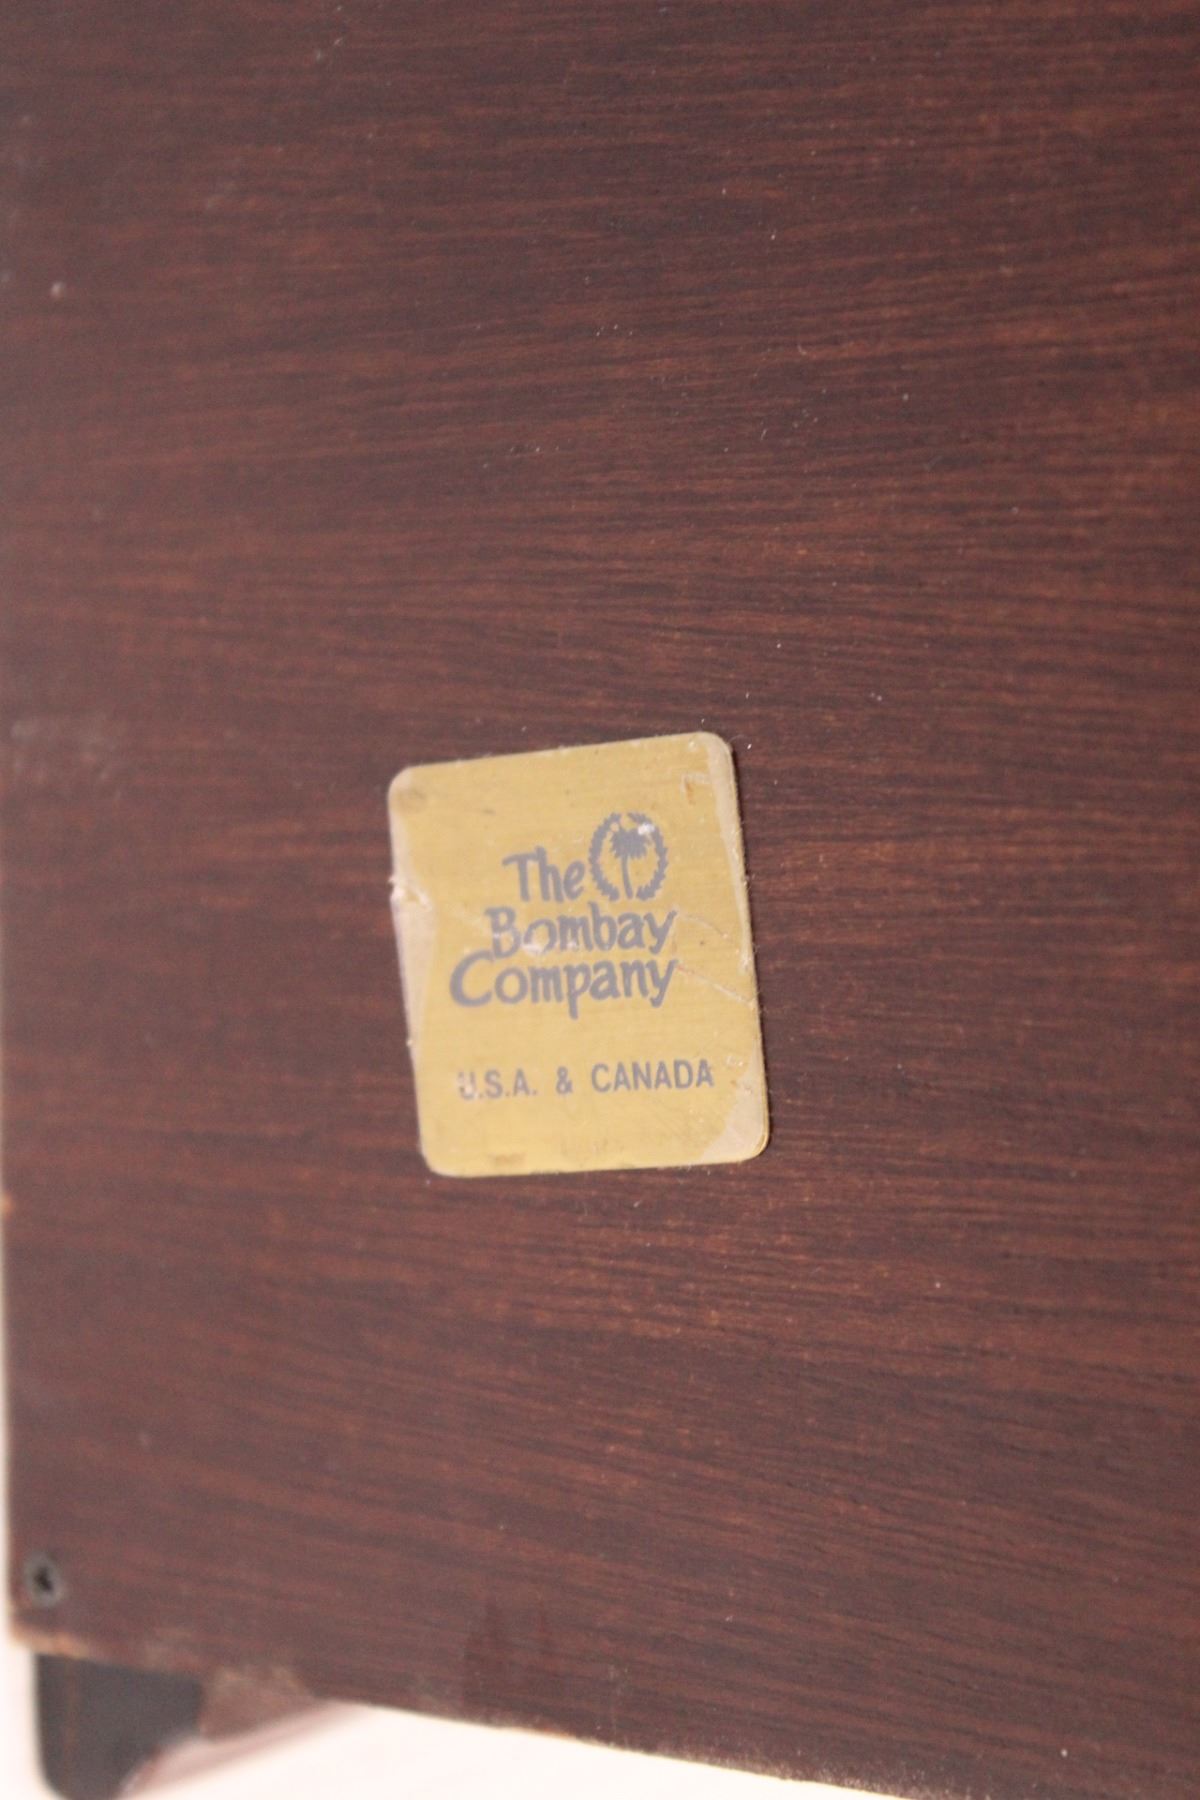 The
Bombay
Company
U.S.A. & CANADA